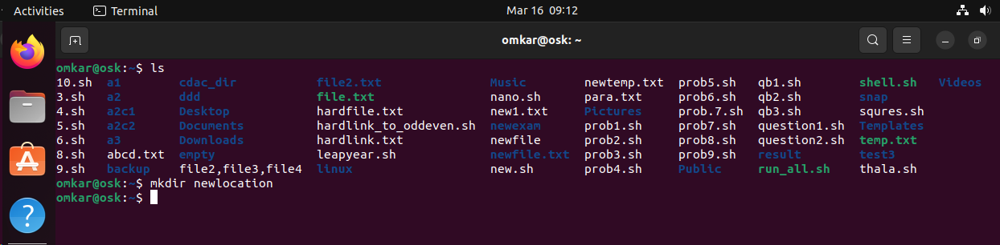 Activities Terminal Mar 16 09:12
omkar@osk: ~
omkar@osk:~$ ls
10.sh a1 cdac_dir file2.txt Music newtemp.txt prob5.sh qb1.sh shell.sh Videos
3.sh a2 ddd file.txt nano.sh para.txt prob6.sh qb2.sh snap
4.sh a2c1 Desktop hardfile.txt new1.txt Pictures prob.7.sh qb3.sh squres.sh
5.sh a2c2 Documents hardlink_to_oddeven.sh newexam prob1.sh prob7.sh question1.sh Templates
6.sh a3 Downloads hardlink.txt newfile prob2.sh prob8.sh question2.sh temp.txt
8.sh abcd.txt empty leapyear.sh newfile.txt prob3.sh prob9.sh result test3
9.sh backup file2,file3,file4 linux new.sh prob4.sh Public run_all.sh thala.sh
omkar@osk:~$ mkdir newlocation
omkar@osk:~$